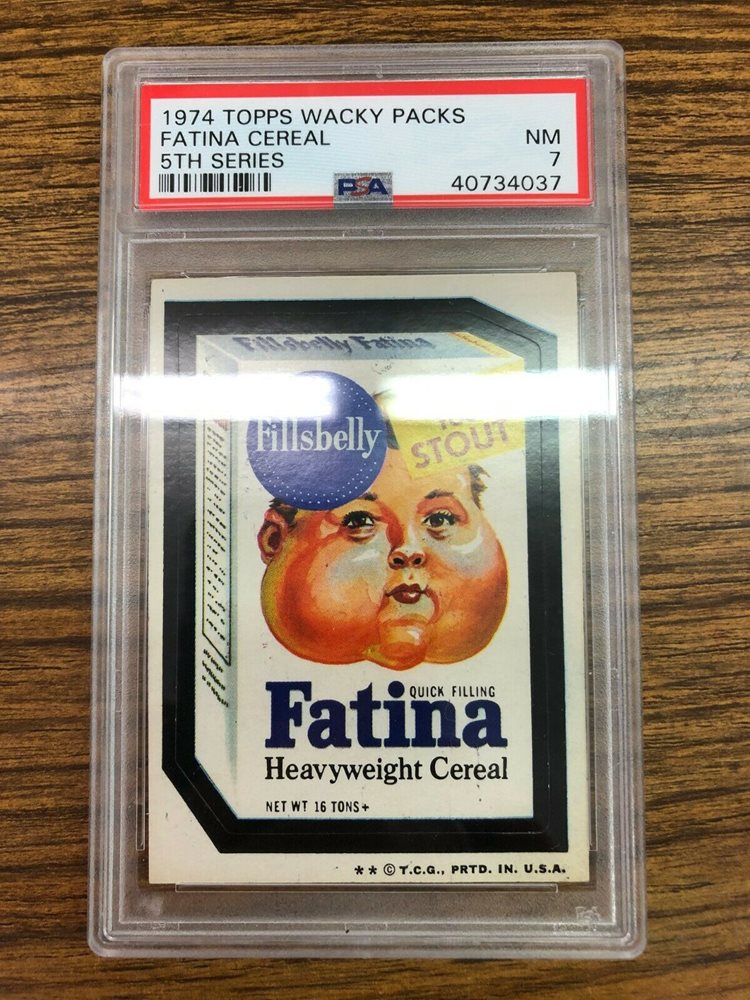 1974 TOPPS WACKY PACKS
FATINA CEREAL NM
5TH SERIES 7
PSA 40734037
Fillsbelly Fatina
Fillsbelly
STOUT
QUICK FILLING
Fatina
Heavyweight Cereal
NET WT 16 TONS+
** © T.C.G., PRTD. IN. U.S.A.